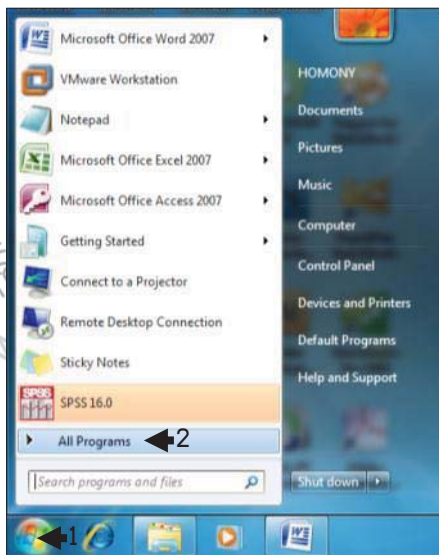 Microsoft Office Word 2007
VMware Workstation
Notepad
Microsoft Office Excel 2007
Microsoft Office Access 2007
Getting Started
Connect to a Projector
Remote Desktop Connection
Sticky Notes
SPSS
SPSS 16.0
All Programs
2
Search programs and files
HOMONY
Documents
Pictures
Music
Computer
Control Panel
Devices and Printers
Default Programs
Help and Support
Shut down
1